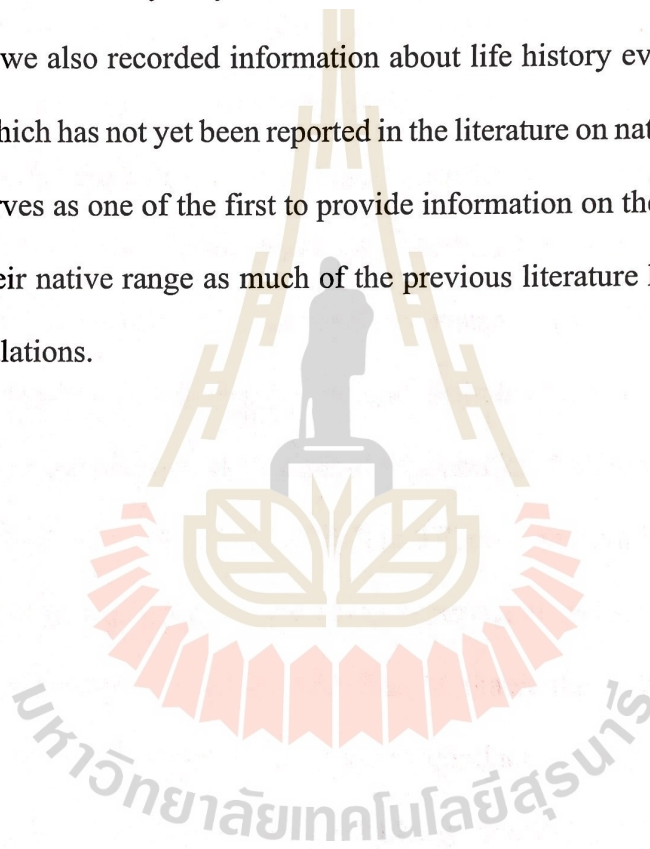 we also recorded information about life history ev
hich has not yet been reported in the literature on nat
ves as one of the first to provide information on the
eir native range as much of the previous literature
lations.
มหาวิทยาลัยเทคโนโลยีสุรนารี